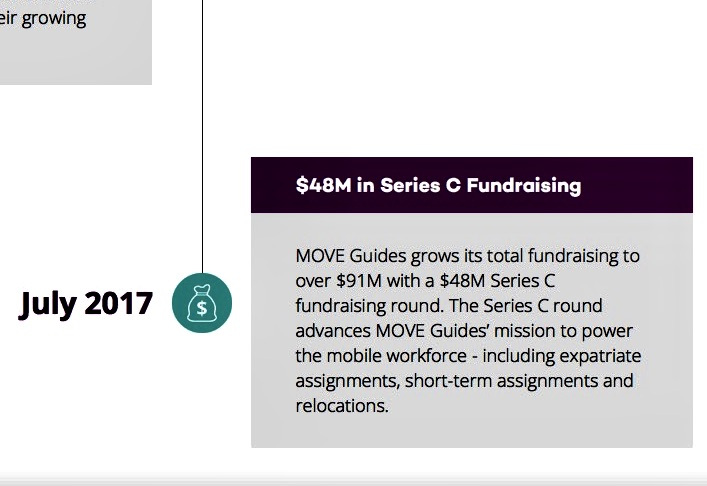 eir growing
$48M in Series C Fundraising
MOVE Guides grows its total fundraising to
over $91M with a $48M Series C
fundraising round. The Series C round
advances MOVE Guides’ mission to power
the mobile workforce - including expatriate
assignments, short-term assignments and
relocations.
July 2017
$